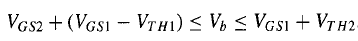 V_{GS2} + (V_{GS1} − V_{TH1}) ≤ V_b ≤ V_{GS1} + V_{TH2}.